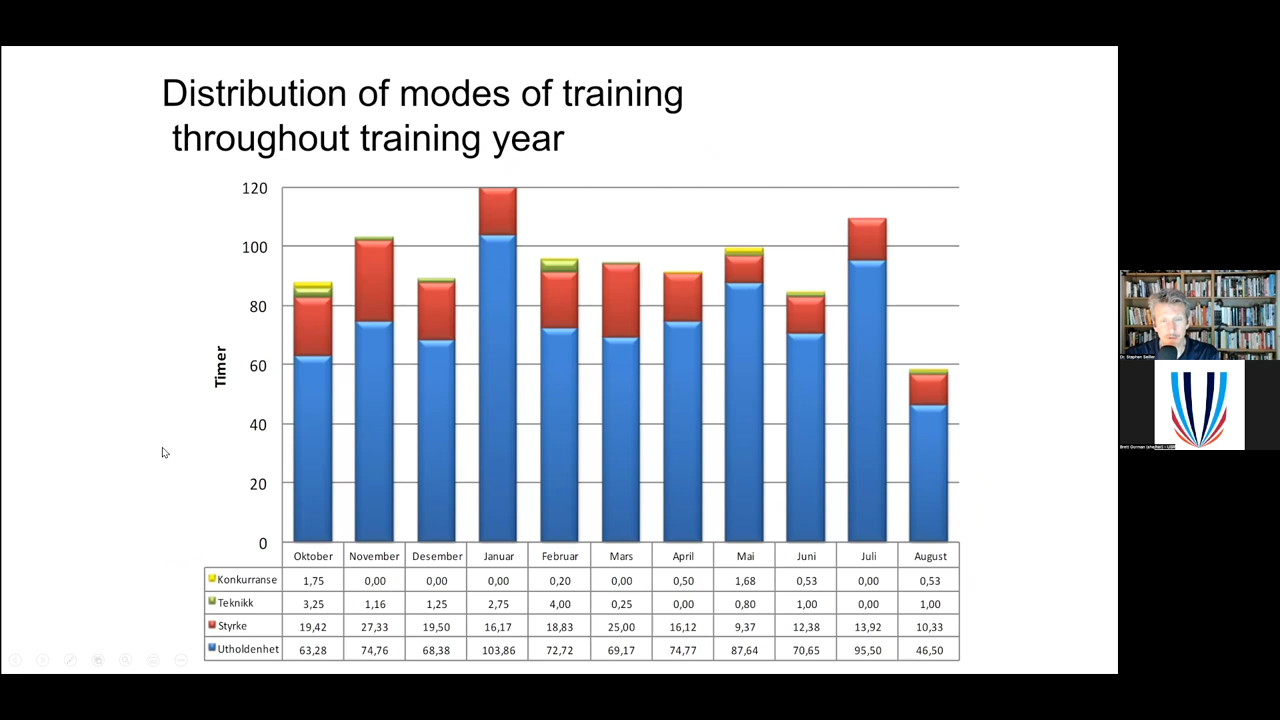 Distribution of modes of training
throughout training year
120
100
80
60
40
20
0
Timer
Oktober November Desember Januar Februar Mars April Mai Juni Juli August
Konkurranse 1,75 0,00 0,00 0,00 0,20 0,00 0,50 1,68 0,53 0,00 0,53
Teknikk 3,25 1,16 1,25 2,75 4,00 0,25 0,00 0,80 1,00 0,00 1,00
Styrke 19,42 27,33 19,50 16,17 18,83 25,00 16,12 9,37 12,38 13,92 10,33
Utholdenhet 63,28 74,76 68,38 103,86 72,72 69,17 74,77 87,64 70,65 95,50 46,50
Dr. Stephen Seiler
Brett Gorman